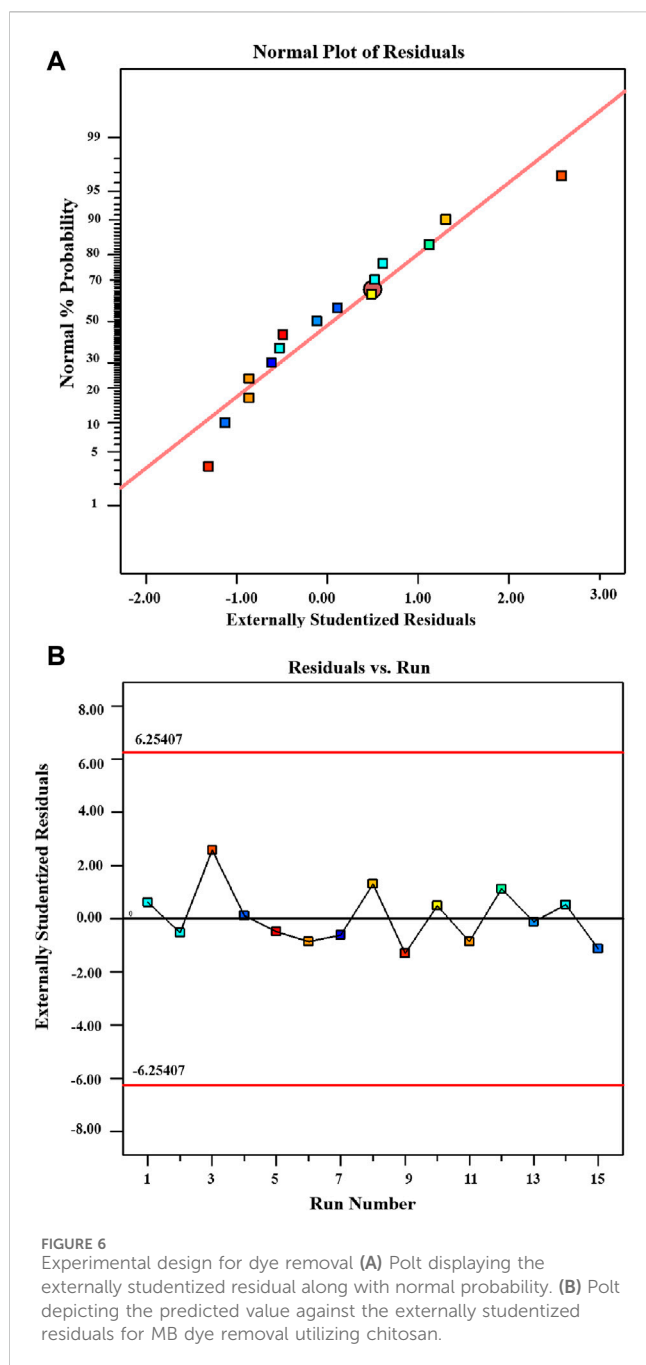 A
Normal Plot of Residuals
Normal % Probability
99
95
90
80
70
50
30
20
10
5
1
-2.00 -1.00 0.00 1.00 2.00 3.00
Externally Studentized Residuals
B
Residuals vs. Run
Externally Studentized Residuals
8.00
6.25407
6.00
4.00
2.00
0.00
0
-2.00
-4.00
-6.25407
-6.00
-8.00
1 3 5 7 9 11 13 15
Run Number
FIGURE 6
Experimental design for dye removal (A) Polt displaying the
externally studentized residual along with normal probability. (B) Polt
depicting the predicted value against the externally studentized
residuals for MB dye removal utilizing chitosan.